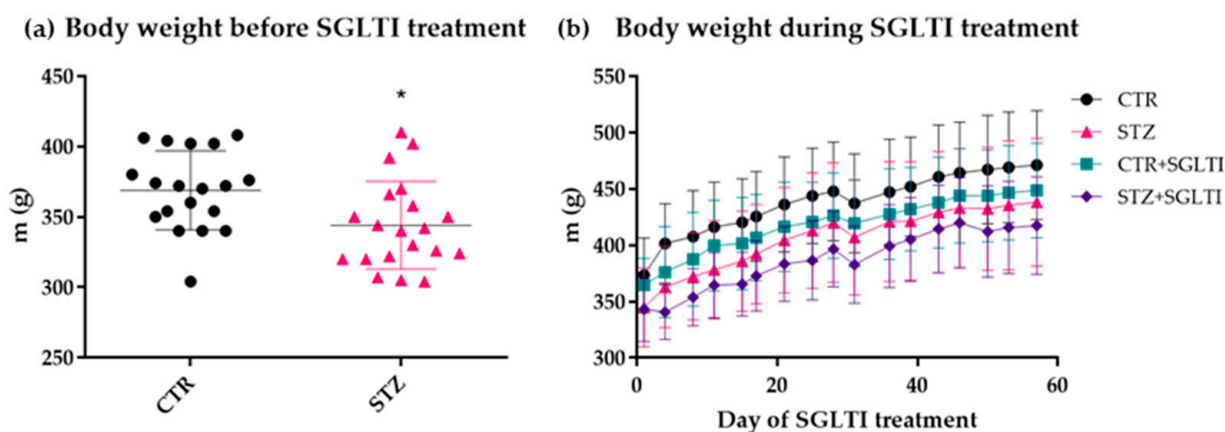 (a) Body weight before SGLTI treatment
m (g)
450
400
350
300
250
*
CTR
STZ
(b) Body weight during SGLTI treatment
m (g)
550
500
450
400
350
300
0
20
40
60
Day of SGLTI treatment
CTR
STZ
CTR+SGLTI
STZ+SGLTI